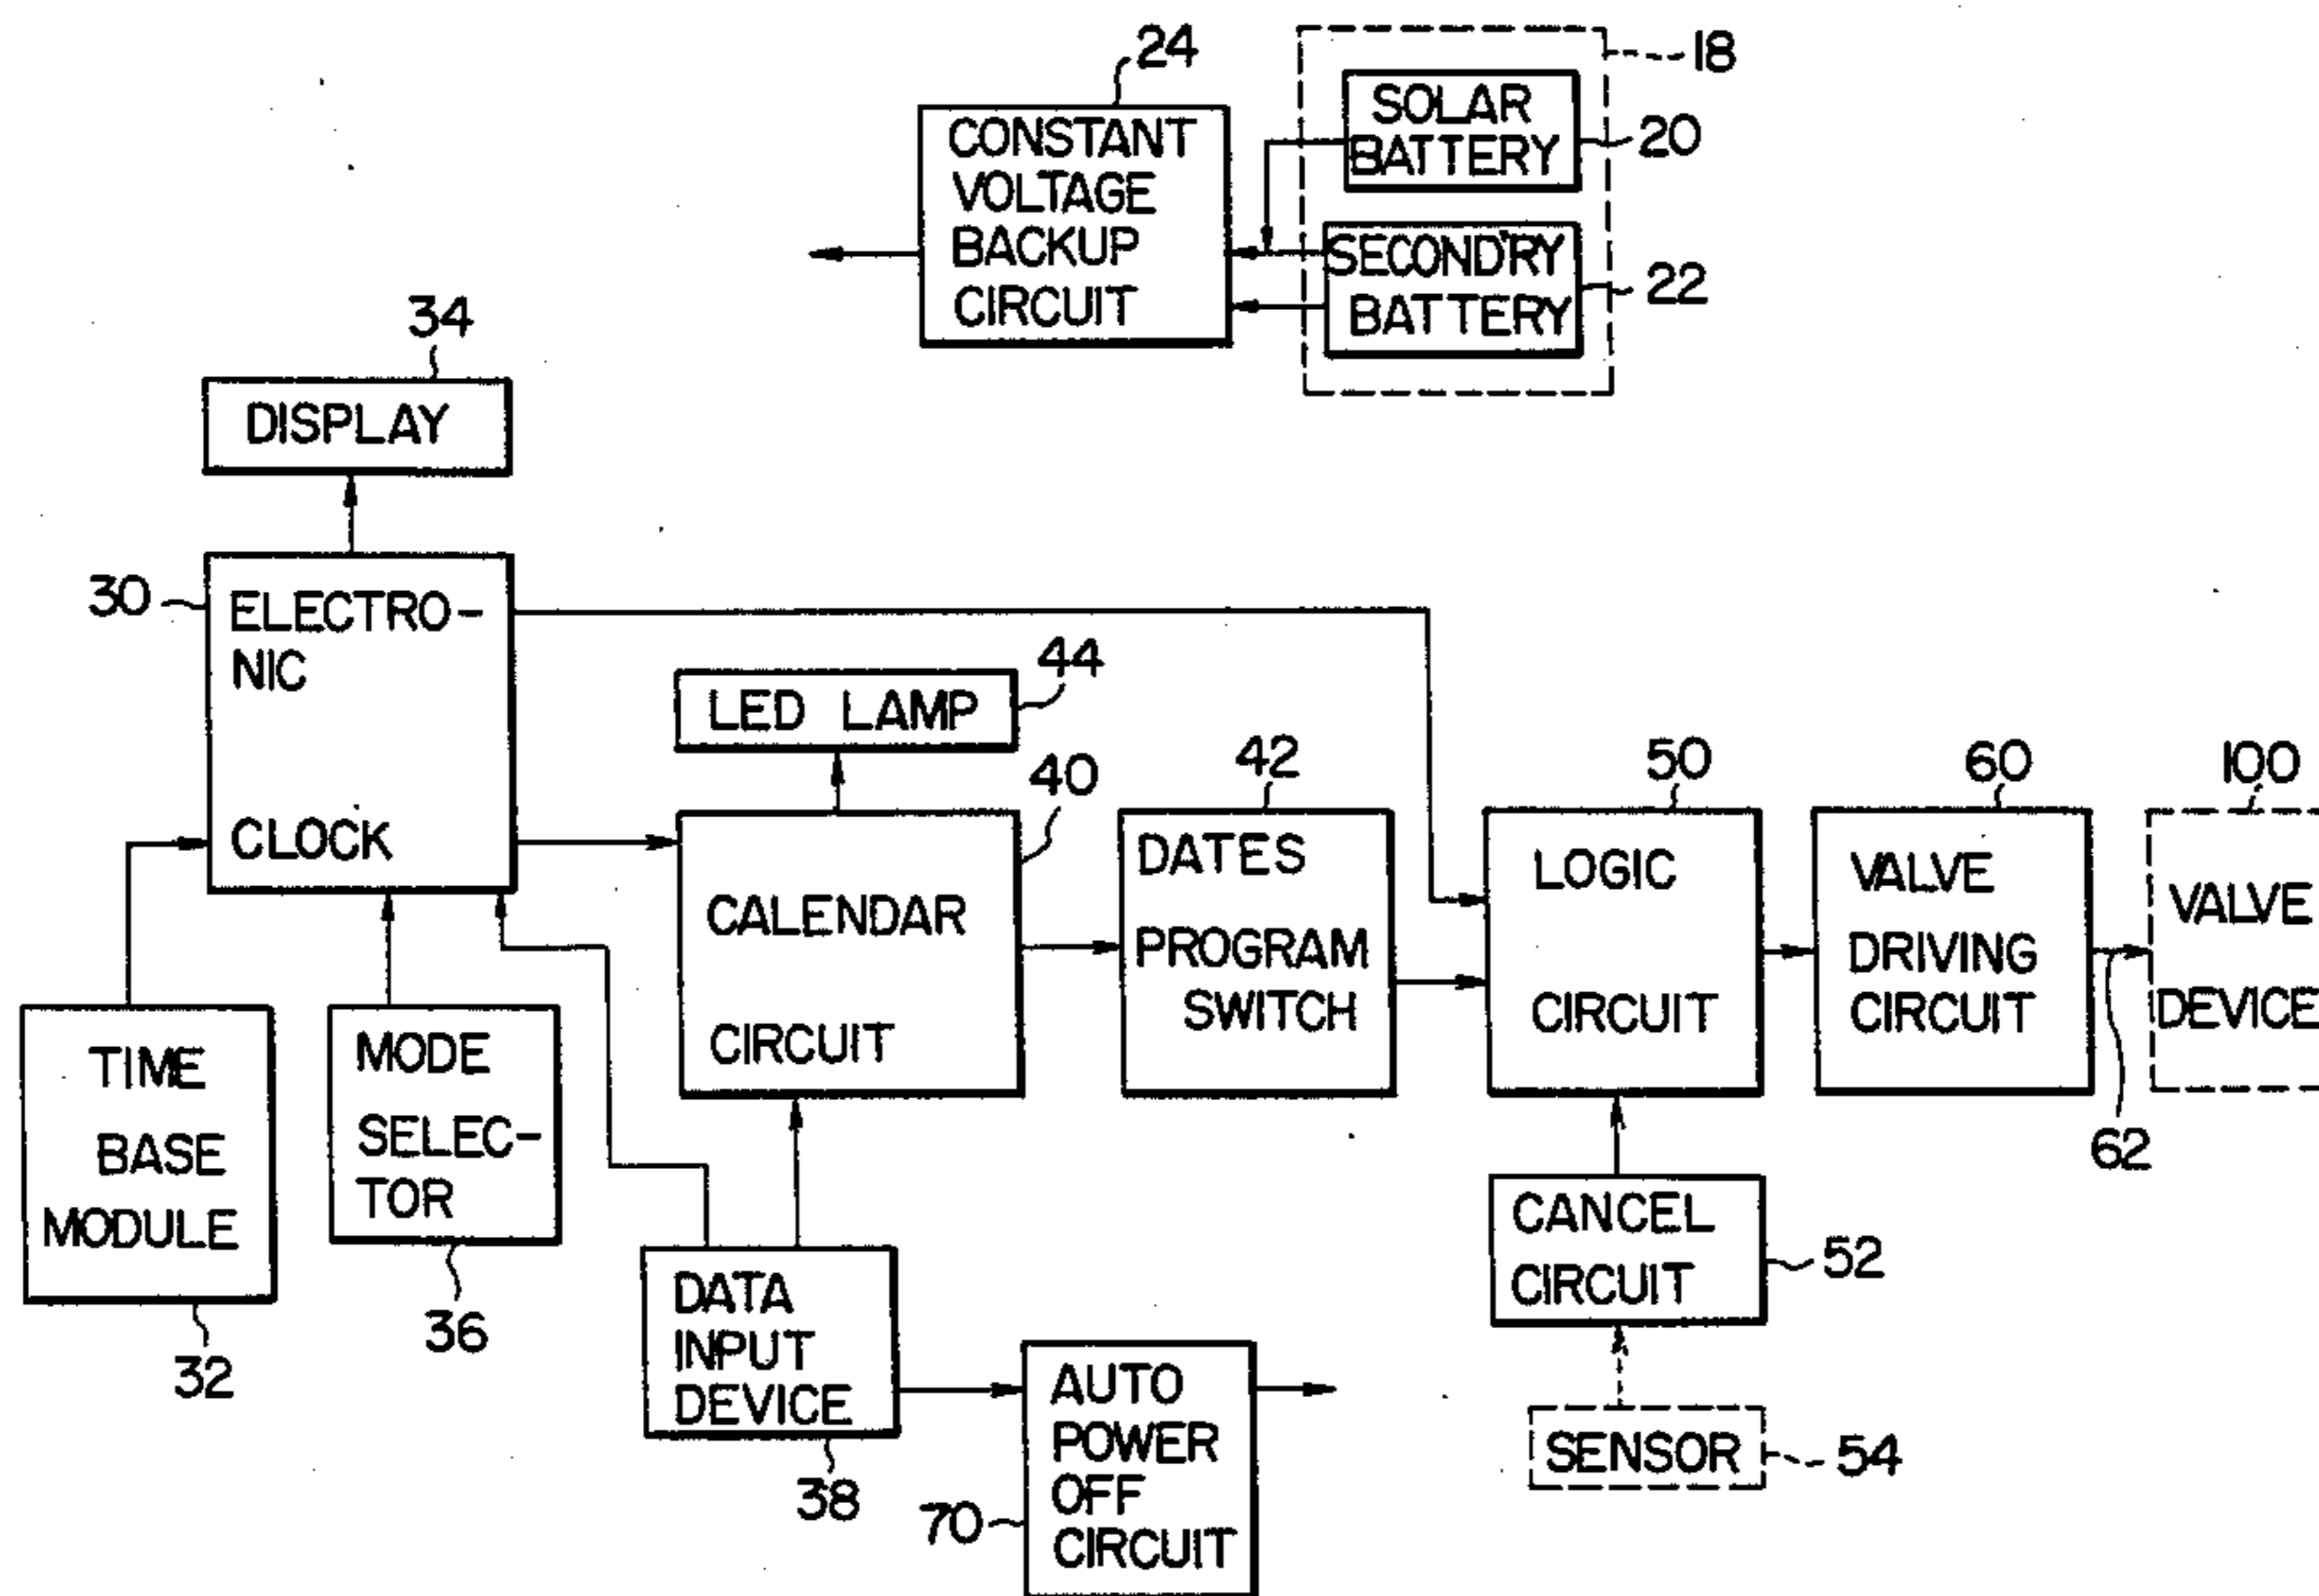 24
18
CONSTANT
VOLTAGE
BACKUP
CIRCUIT
SOLAR
BATTERY
20
SECOND'RY
BATTERY
22
34
DISPLAY
30
ELECTRO-
NIC
CLOCK
44
LED LAMP
40
CALENDAR
CIRCUIT
42
DATES
PROGRAM
SWITCH
50
LOGIC
CIRCUIT
60
VALVE
DRIVING
CIRCUIT
100
VALVE
DEVICE
62
TIME
BASE
MODULE
32
MODE
SELEC-
TOR
36
DATA
INPUT
DEVICE
38
AUTO
POWER
OFF
CIRCUIT
70
CANCEL
CIRCUIT
52
SENSOR
54